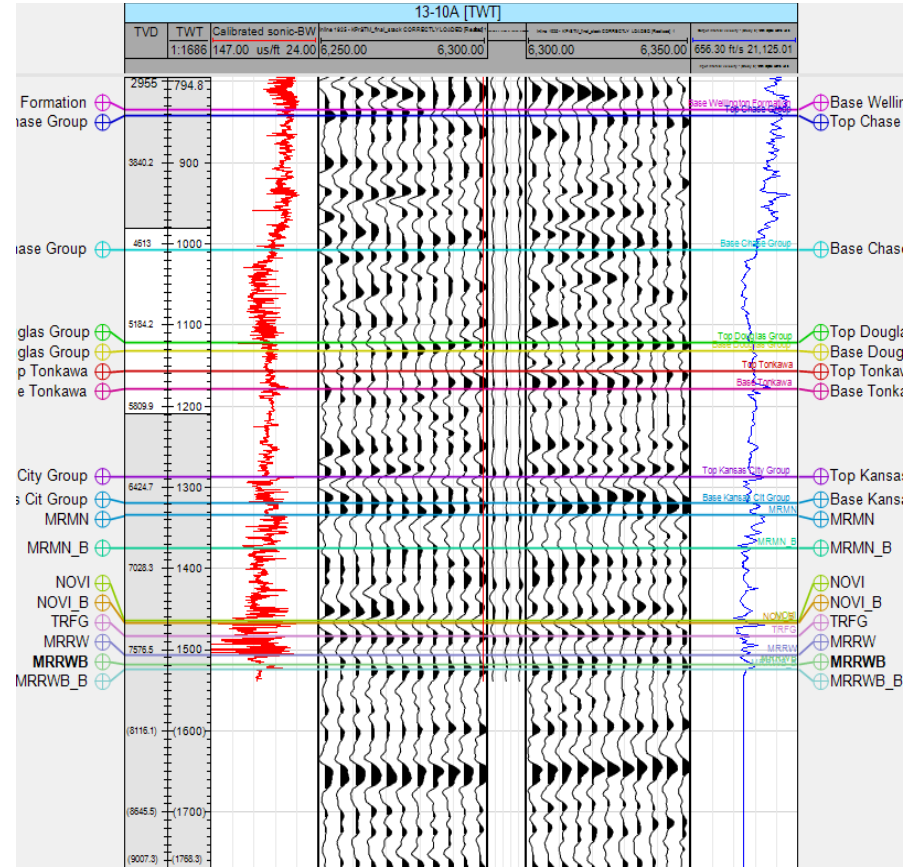 13-10A [TWT]
TVD TWT Calibrated sonic-BW
1:1686 147.00 us/ft 24.00 6,250.00 6,300.00 6,300.00 6,350.00 656.30 ft/s 21,125.01
2955 794.8
Formation Base Wellington Formation Base Wellin
hase Group Top Chase Group Top Chase
3840.2 900
4613 1000
hase Group Base Chase Group Base Chase
5184.2 1100
glas Group Top Douglas Group Top Dougla
glas Group Base Douglas Group Base Doug
p Tonkawa Top Tonkawa Top Tonkaw
e Tonkawa Base Tonkawa Base Tonka
5809.9 1200
City Group Top Kansas City Group Top Kansas
6424.7 1300
s Cit Group Base Kansas Cit Group Base Kansa
MRMN MRMN MRMN
MRMN_B MRMN_B MRMN_B
7028.3 1400
NOVI NOVI
NOVI_B NOVI_B
TRFG TRFG TRFG
MRRW MRRW MRRW
7576.5 1500
MRRWB MRRWB
MRRWB_B MRRWB_B
(8116.1) (1600)
(8645.5) (1700)
(9007.3) (1768.3)